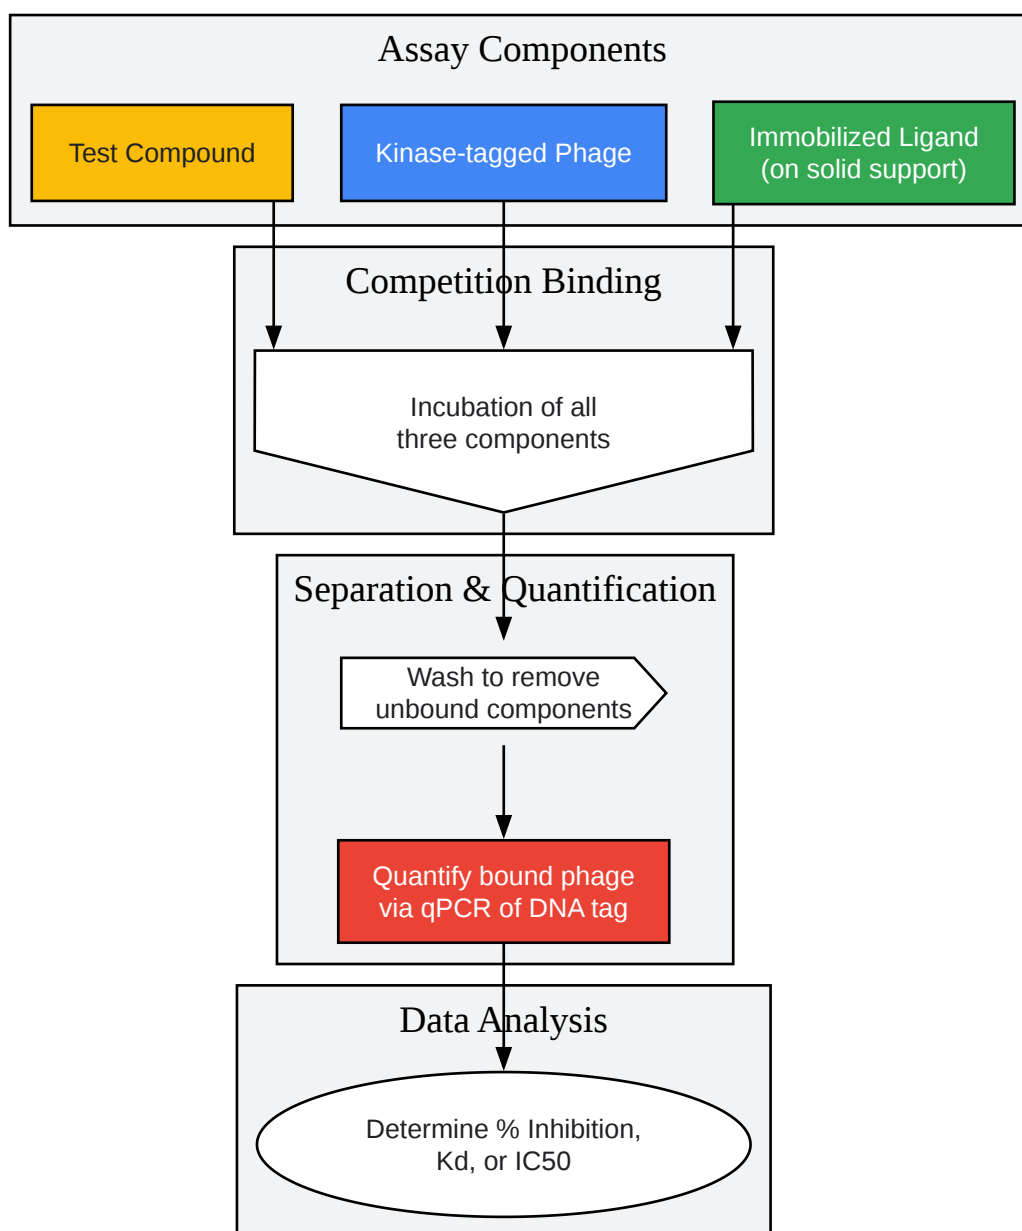 Assay Components
Test Compound
Kinase-tagged Phage
Immobilized Ligand
(on solid support)
Competition Binding
Incubation of all
three components
Separation & Quantification
Wash to remove
unbound components
Quantify bound phage
via qPCR of DNA tag
Data Analysis
Determine % Inhibition,
Kd, or IC50